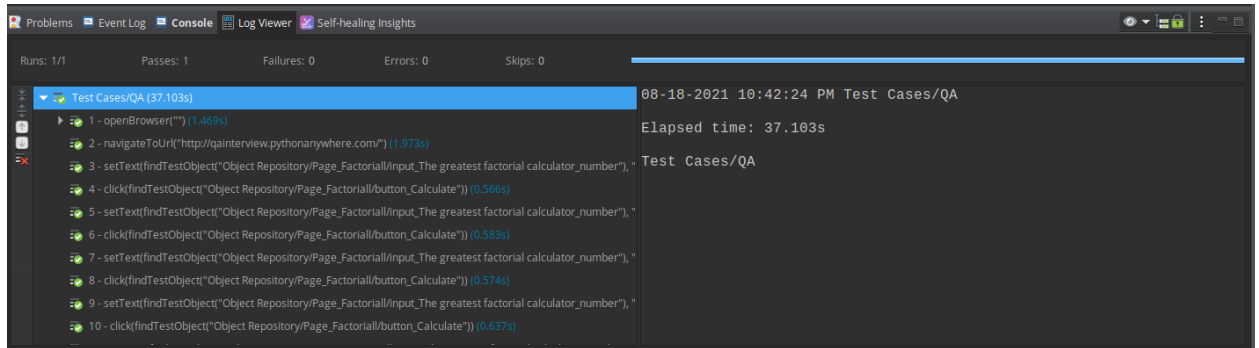 Problems Event Log Console Log Viewer Self-healing Insights
Runs: 1/1 Passes: 1 Failures: 0 Errors: 0 Skips: 0
Test Cases/QA (37.103s)
1 - openBrowser("") (1.469s)
2 - navigateToUrl("http://qainterview.pythonanywhere.com/") (1.973s)
3 - setText(findTestObject("Object Repository/Page_Factoriall/input_The greatest factorial calculator_number"), "
4 - click(findTestObject("Object Repository/Page_Factoriall/button_Calculate")) (0.566s)
5 - setText(findTestObject("Object Repository/Page_Factoriall/input_The greatest factorial calculator_number"), "
6 - click(findTestObject("Object Repository/Page_Factoriall/button_Calculate")) (0.583s)
7 - setText(findTestObject("Object Repository/Page_Factoriall/input_The greatest factorial calculator_number"), "
8 - click(findTestObject("Object Repository/Page_Factoriall/button_Calculate")) (0.574s)
9 - setText(findTestObject("Object Repository/Page_Factoriall/input_The greatest factorial calculator_number"), "
10 - click(findTestObject("Object Repository/Page_Factoriall/button_Calculate")) (0.637s)
08-18-2021 10:42:24 PM Test Cases/QA
Elapsed time: 37.103s
Test Cases/QA